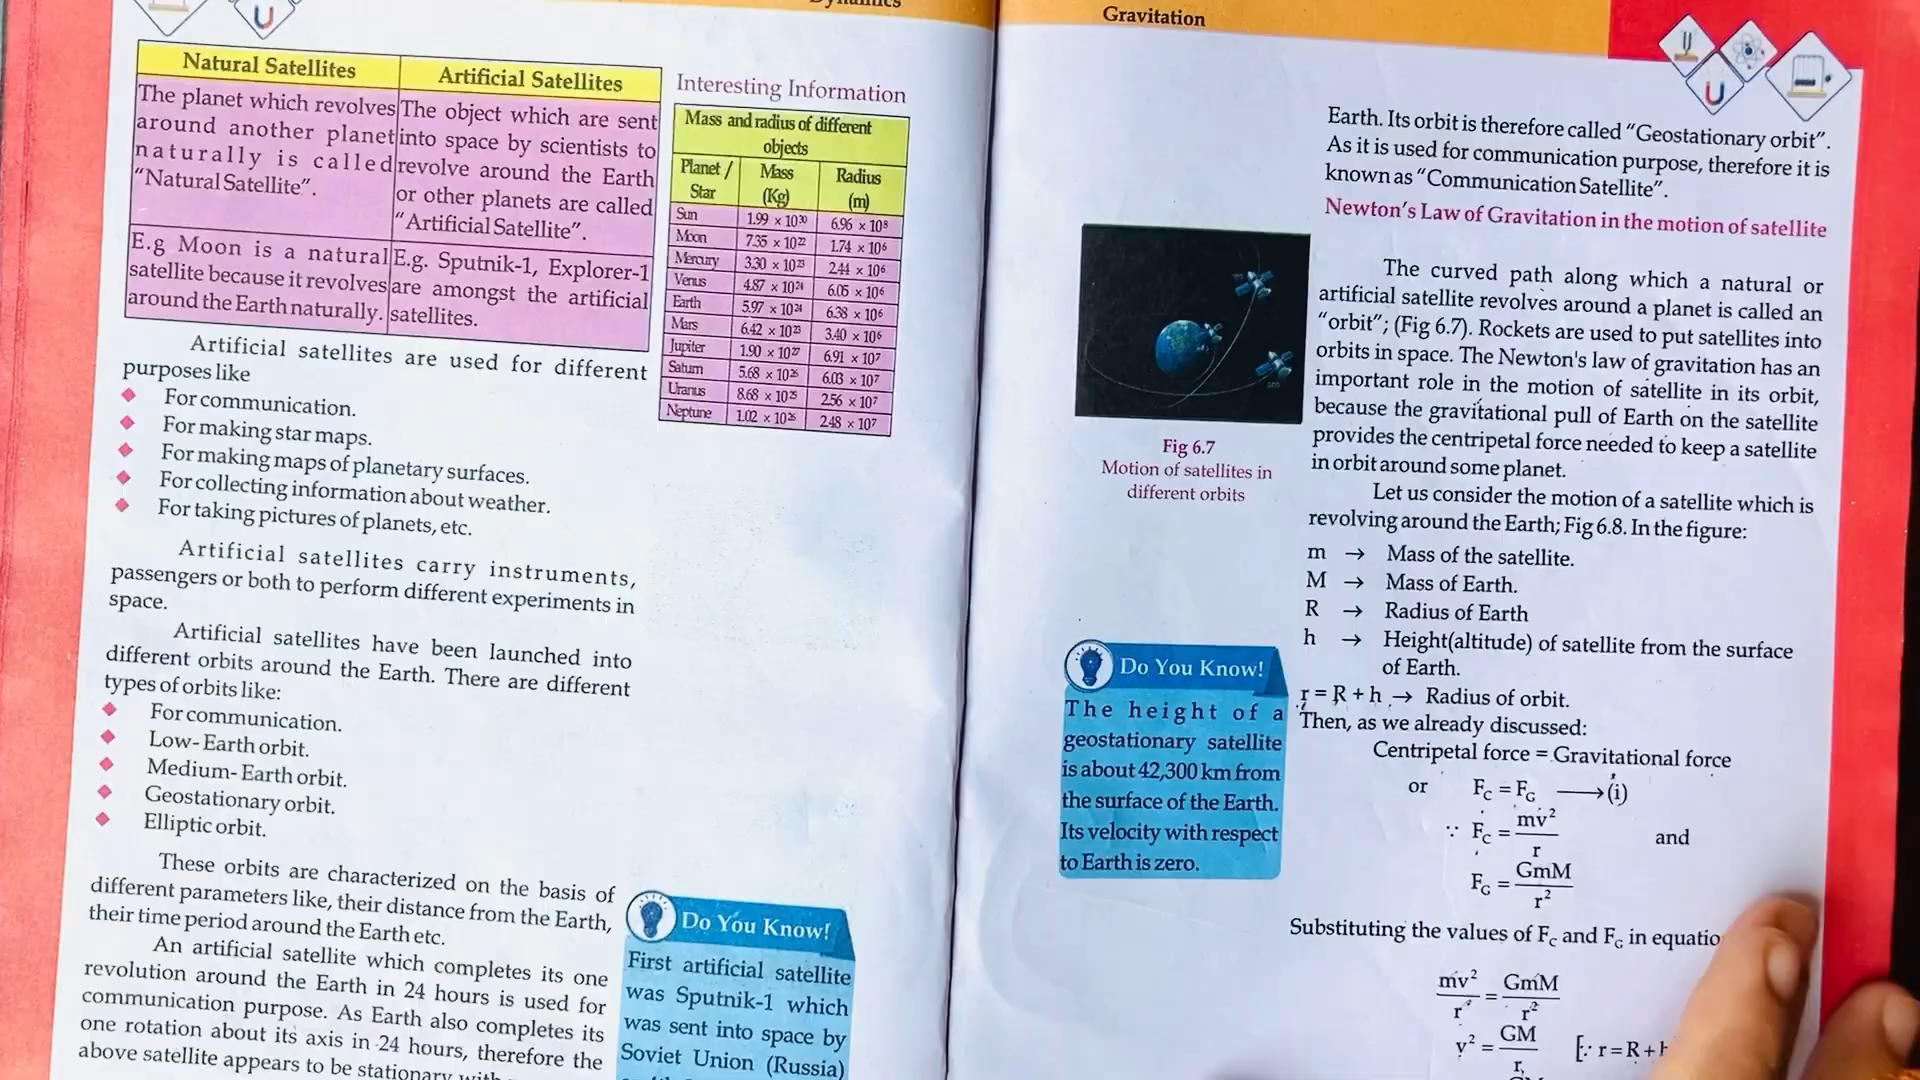 Dynamics
Natural Satellites
Artificial Satellites
The planet which revolves
around another planet
naturally is called
“Natural Satellite”.
The object which are sent
into space by scientists to
revolve around the Earth
or other planets are called
“Artificial Satellite”.
E.g Moon is a natural
satellite because it revolves
around the Earth naturally.
E.g. Sputnik-1, Explorer-1
are amongst the artificial
satellites.
Artificial satellites are used for different
purposes like
For communication.
For making star maps.
For making maps of planetary surfaces.
For collecting information about weather.
For taking pictures of planets, etc.
Artificial satellites carry instruments,
passengers or both to perform different experiments in
space.
Artificial satellites have been launched into
different orbits around the Earth. There are different
types of orbits like:
For communication.
Low- Earth orbit.
Medium- Earth orbit.
Geostationary orbit.
Elliptic orbit.
These orbits are characterized on the basis of
different parameters like, their distance from the Earth,
their time period around the Earth etc.
An artificial satellite which completes its one
revolution around the Earth in 24 hours is used for
communication purpose. As Earth also completes its
one rotation about its axis in 24 hours, therefore the
above satellite appears to be stationary
Interesting Information
Mass and radius of different
objects
Planet / Star Mass (Kg) Radius (m)
Sun 1.99 × 10³⁰ 6.96 × 10⁸
Moon 7.35 × 10²² 1.74 × 10⁶
Mercury 3.30 × 10²³ 2.44 × 10⁶
Venus 4.87 × 10²⁴ 6.05 × 10⁶
Earth 5.97 × 10²⁴ 6.38 × 10⁶
Mars 6.42 × 10²³ 3.40 × 10⁶
Jupiter 1.90 × 10²⁷ 6.91 × 10⁷
Saturn 5.68 × 10²⁶ 6.03 × 10⁷
Uranus 8.68 × 10²⁵ 2.56 × 10⁷
Neptune 1.02 × 10²⁶ 2.48 × 10⁷
Do You Know!
First artificial satellite
was Sputnik-1 which
was sent into space by
Soviet Union (Russia)
Gravitation
Earth. Its orbit is therefore called “Geostationary orbit”.
As it is used for communication purpose, therefore it is
known as “Communication Satellite”.
Newton’s Law of Gravitation in the motion of satellite
The curved path along which a natural or
artificial satellite revolves around a planet is called an
“orbit”; (Fig 6.7). Rockets are used to put satellites into
orbits in space. The Newton's law of gravitation has an
important role in the motion of satellite in its orbit,
because the gravitational pull of Earth on the satellite
provides the centripetal force needed to keep a satellite
in orbit around some planet.
Fig 6.7
Motion of satellites in
different orbits
Let us consider the motion of a satellite which is
revolving around the Earth; Fig 6.8. In the figure:
m → Mass of the satellite.
M → Mass of Earth.
R → Radius of Earth
h → Height(altitude) of satellite from the surface
of Earth.
r = R + h → Radius of orbit.
Then, as we already discussed:
Centripetal force = Gravitational force
or F_C = F_G ⟶ (i)
∵ F_C = mv²/r and
F_G = GmM/r²
Substituting the values of F_C and F_G in
mv²/r = GmM/r²
v² = GM/r [∵ r = R + h
Do You Know!
The height of a
geostationary satellite
is about 42,300 km from
the surface of the Earth.
Its velocity with respect
to Earth is zero.